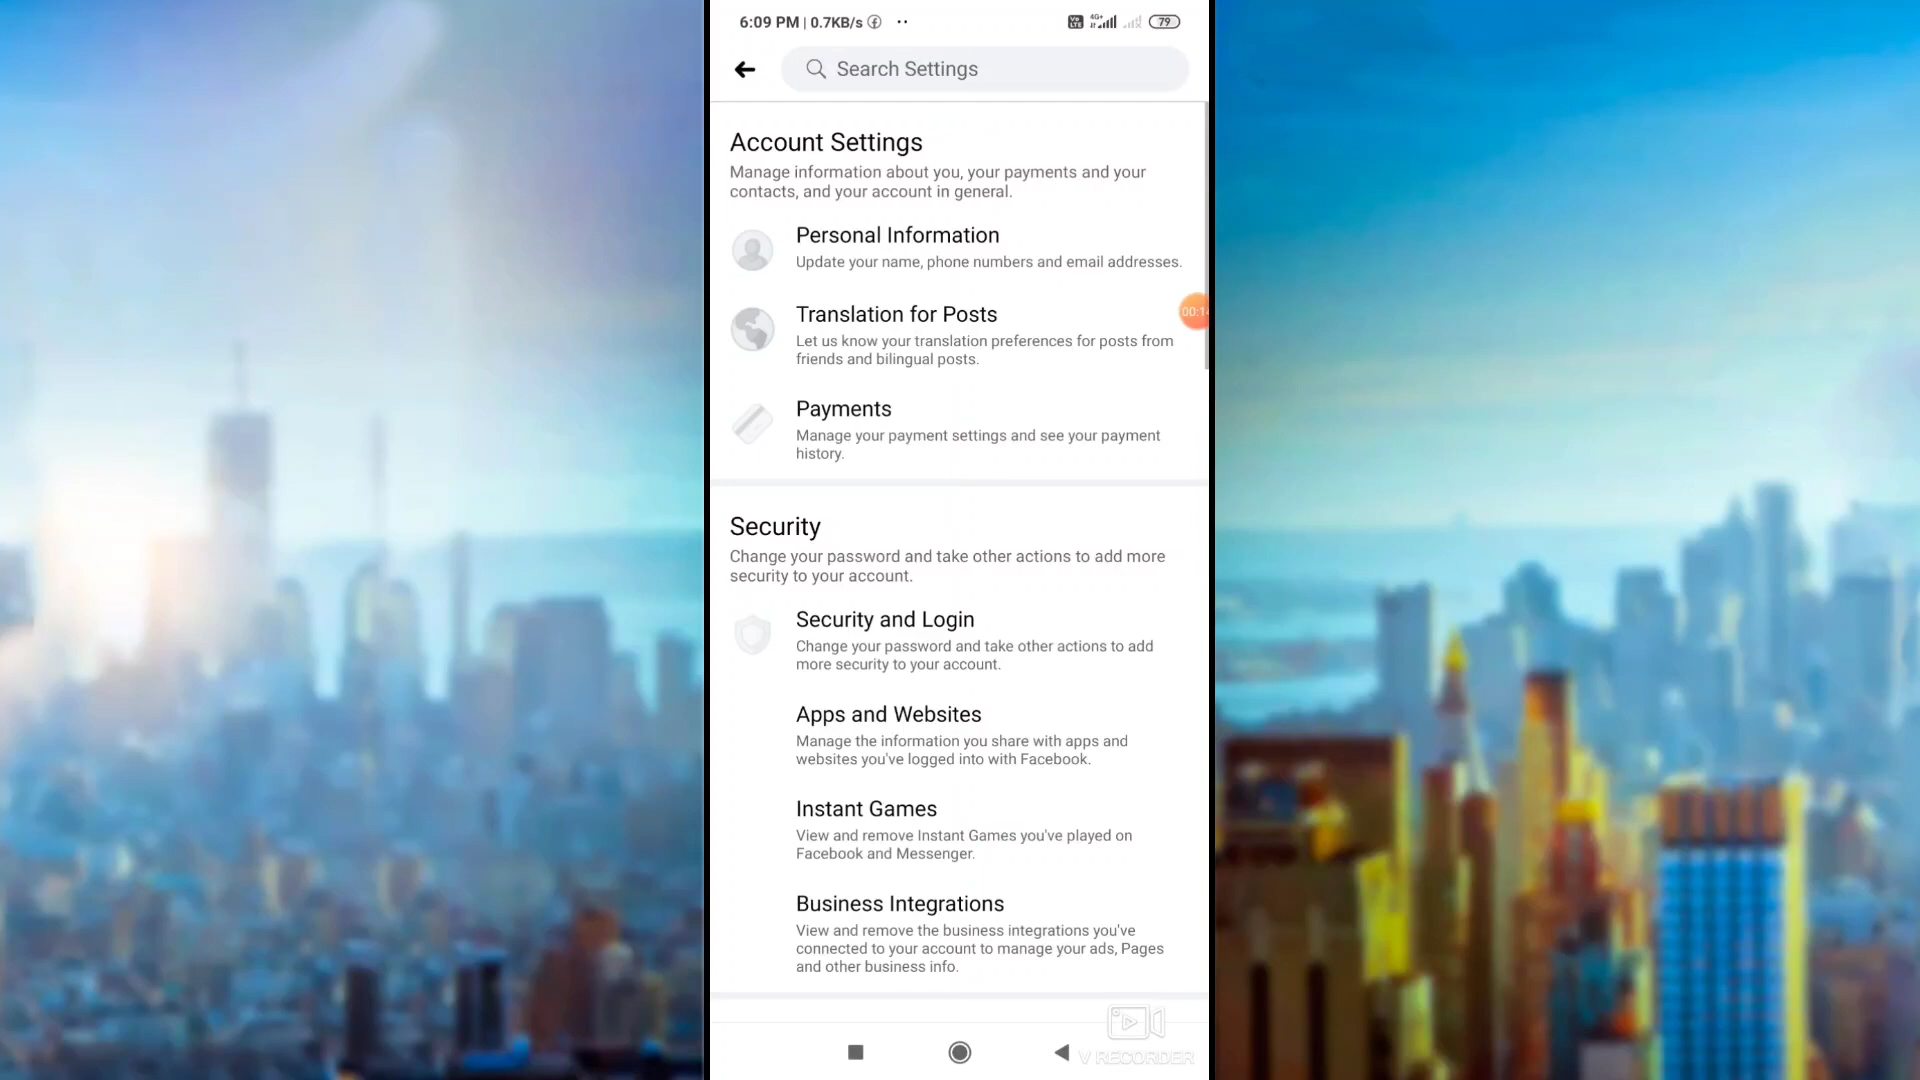 6:09 PM | 0.7KB/s
Vo LTE 4G+ 79
Search Settings
Account Settings
Manage information about you, your payments and your
contacts, and your account in general.
Personal Information
Update your name, phone numbers and email addresses.
00:14
Translation for Posts
Let us know your translation preferences for posts from
friends and bilingual posts.
Payments
Manage your payment settings and see your payment
history.
Security
Change your password and take other actions to add more
security to your account.
Security and Login
Change your password and take other actions to add
more security to your account.
Apps and Websites
Manage the information you share with apps and
websites you've logged into with Facebook.
Instant Games
View and remove Instant Games you've played on
Facebook and Messenger.
Business Integrations
View and remove the business integrations you've
connected to your account to manage your ads, Pages
and other business info.
V RECORDER